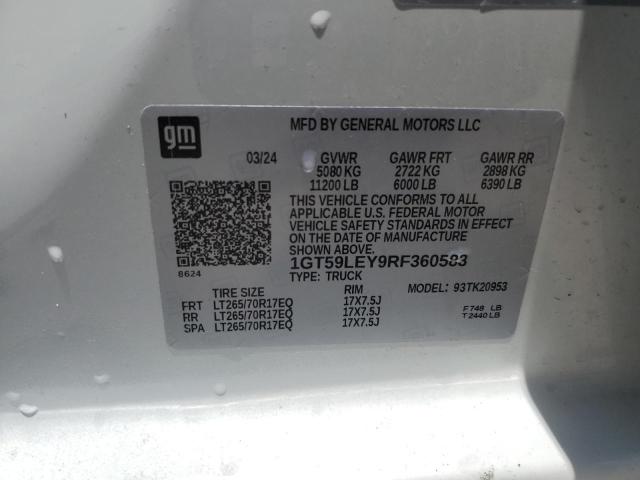 gm
MFD BY GENERAL MOTORS LLC
03/24 GVWR GAWR FRT GAWR RR
5080 KG 2722 KG 2898 KG
11200 LB 6000 LB 6390 LB
THIS VEHICLE CONFORMS TO ALL
APPLICABLE U.S. FEDERAL MOTOR
VEHICLE SAFETY STANDARDS IN EFFECT
ON THE DATE OF MANUFACTURE
SHOWN ABOVE.
8624
1GT59LEY9RF360583
TYPE: TRUCK
TIRE SIZE RIM MODEL: 93TK20953
FRT LT265/70R17EQ 17X7.5J
RR LT265/70R17EQ 17X7.5J
SPA LT265/70R17EQ 17X7.5J
F748 LB
T2440 LB